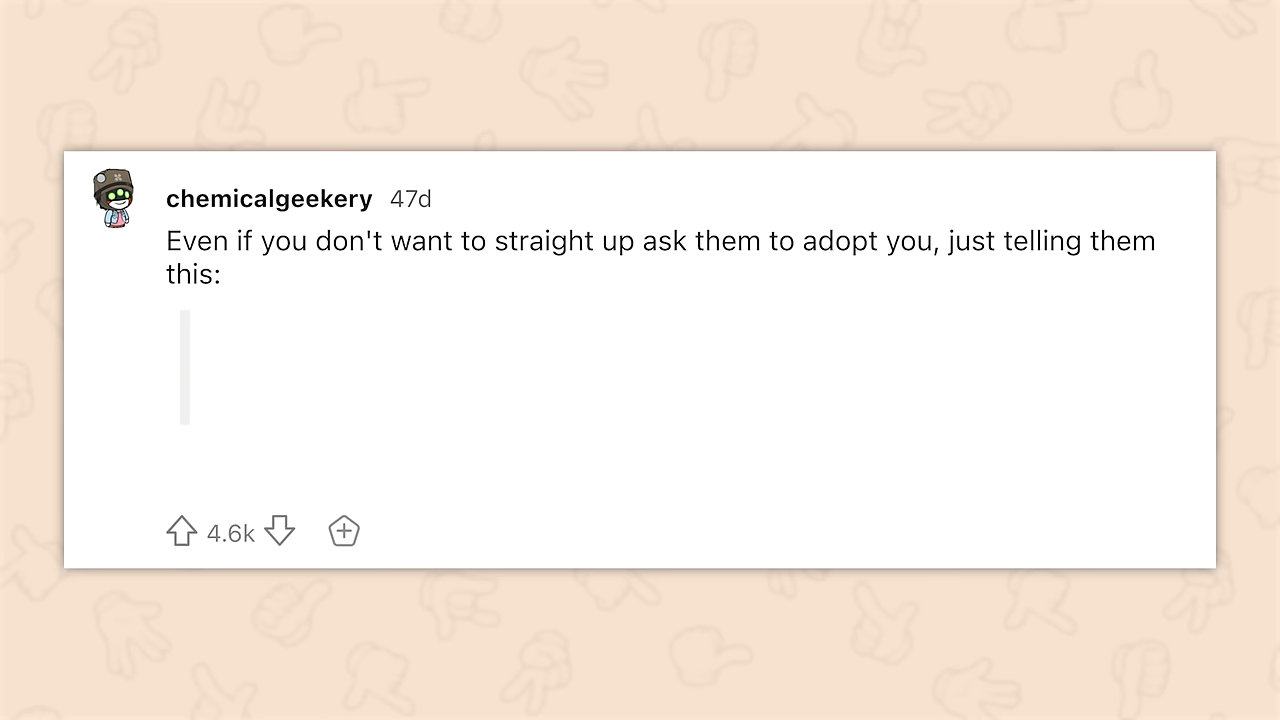 chemicalgeekery 47d
Even if you don't want to straight up ask them to adopt you, just telling them
this:
4.6k